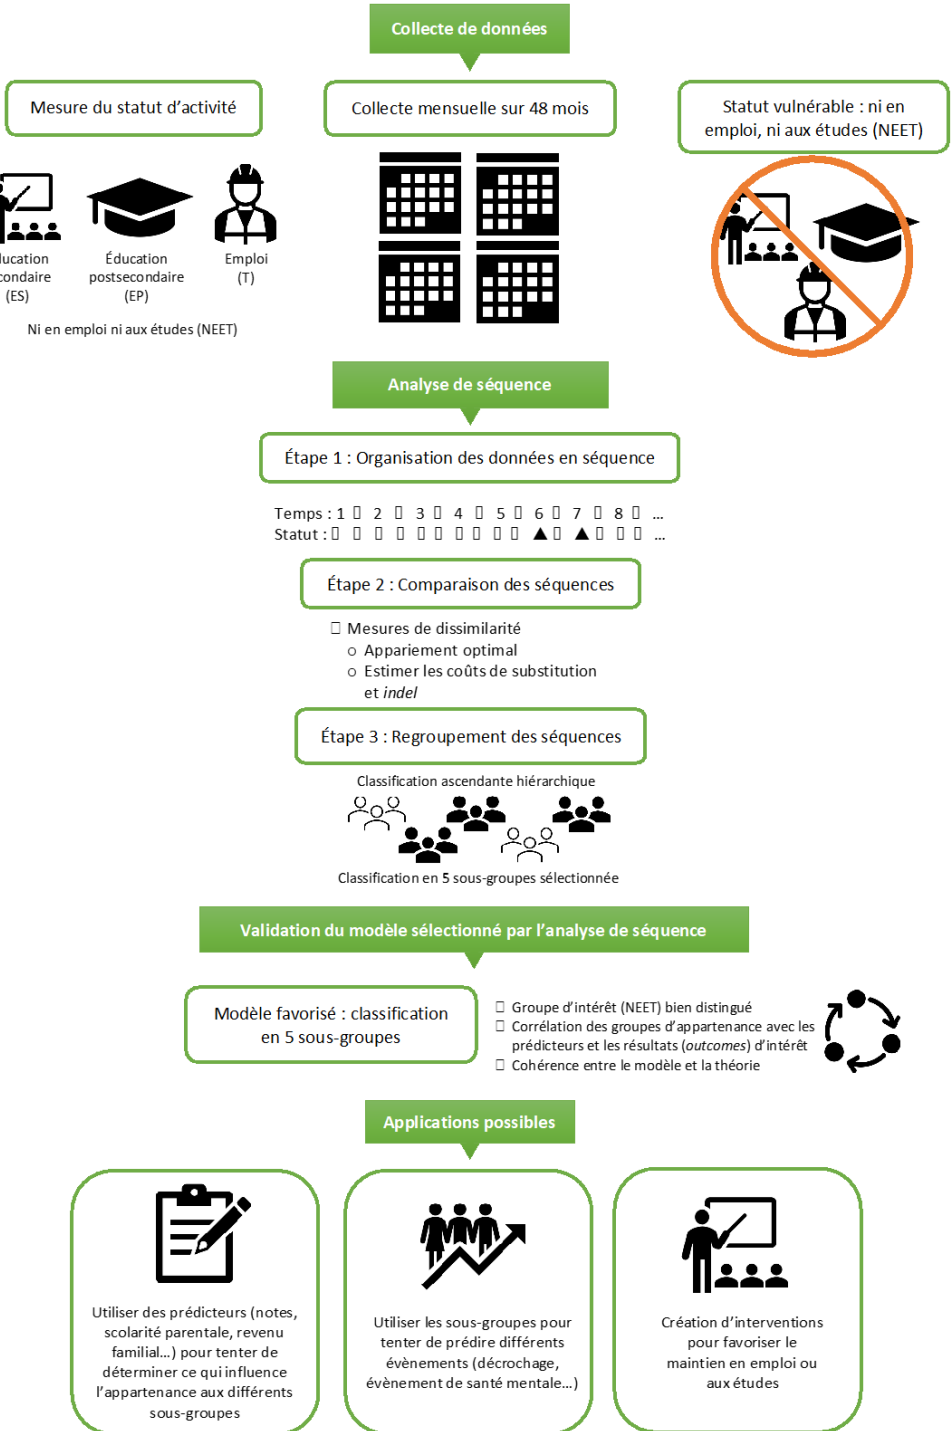 Collecte de données
Mesure du statut d’activité
Collecte mensuelle sur 48 mois
Statut vulnérable : ni en
emploi, ni aux études (NEET)
ducation
condaire
(ES)
Éducation
postsecondaire
(EP)
Emploi
(T)
Ni en emploi ni aux études (NEET)
Analyse de séquence
Étape 1 : Organisation des données en séquence
Temps : 1 ▯ 2 ▯ 3 ▯ 4 ▯ 5 ▯ 6 ▯ 7 ▯ 8 ▯ ...
Statut : ▯ ▯ ▯ ▯ ▯ ▯ ▯ ▯ ▯ ▲ ▯ ▲ ▯ ▯ ▯ ...
Étape 2 : Comparaison des séquences
▯ Mesures de dissimilarité
o Appariement optimal
o Estimer les coûts de substitution
et indel
Étape 3 : Regroupement des séquences
Classification ascendante hiérarchique
Classification en 5 sous-groupes sélectionnée
Validation du modèle sélectionné par l’analyse de séquence
Modèle favorisé : classification
en 5 sous-groupes
▯ Groupe d’intérêt (NEET) bien distingué
▯ Corrélation des groupes d’appartenance avec les
prédicteurs et les résultats (outcomes) d’intérêt
▯ Cohérence entre le modèle et la théorie
Applications possibles
Utiliser des prédicteurs (notes,
scolarité parentale, revenu
familial...) pour tenter de
déterminer ce qui influence
l’appartenance aux différents
sous-groupes
Utiliser les sous-groupes pour
tenter de prédire différents
évènements (décrochage,
évènement de santé mentale...)
Création d’interventions
pour favoriser le
maintien en emploi ou
aux études